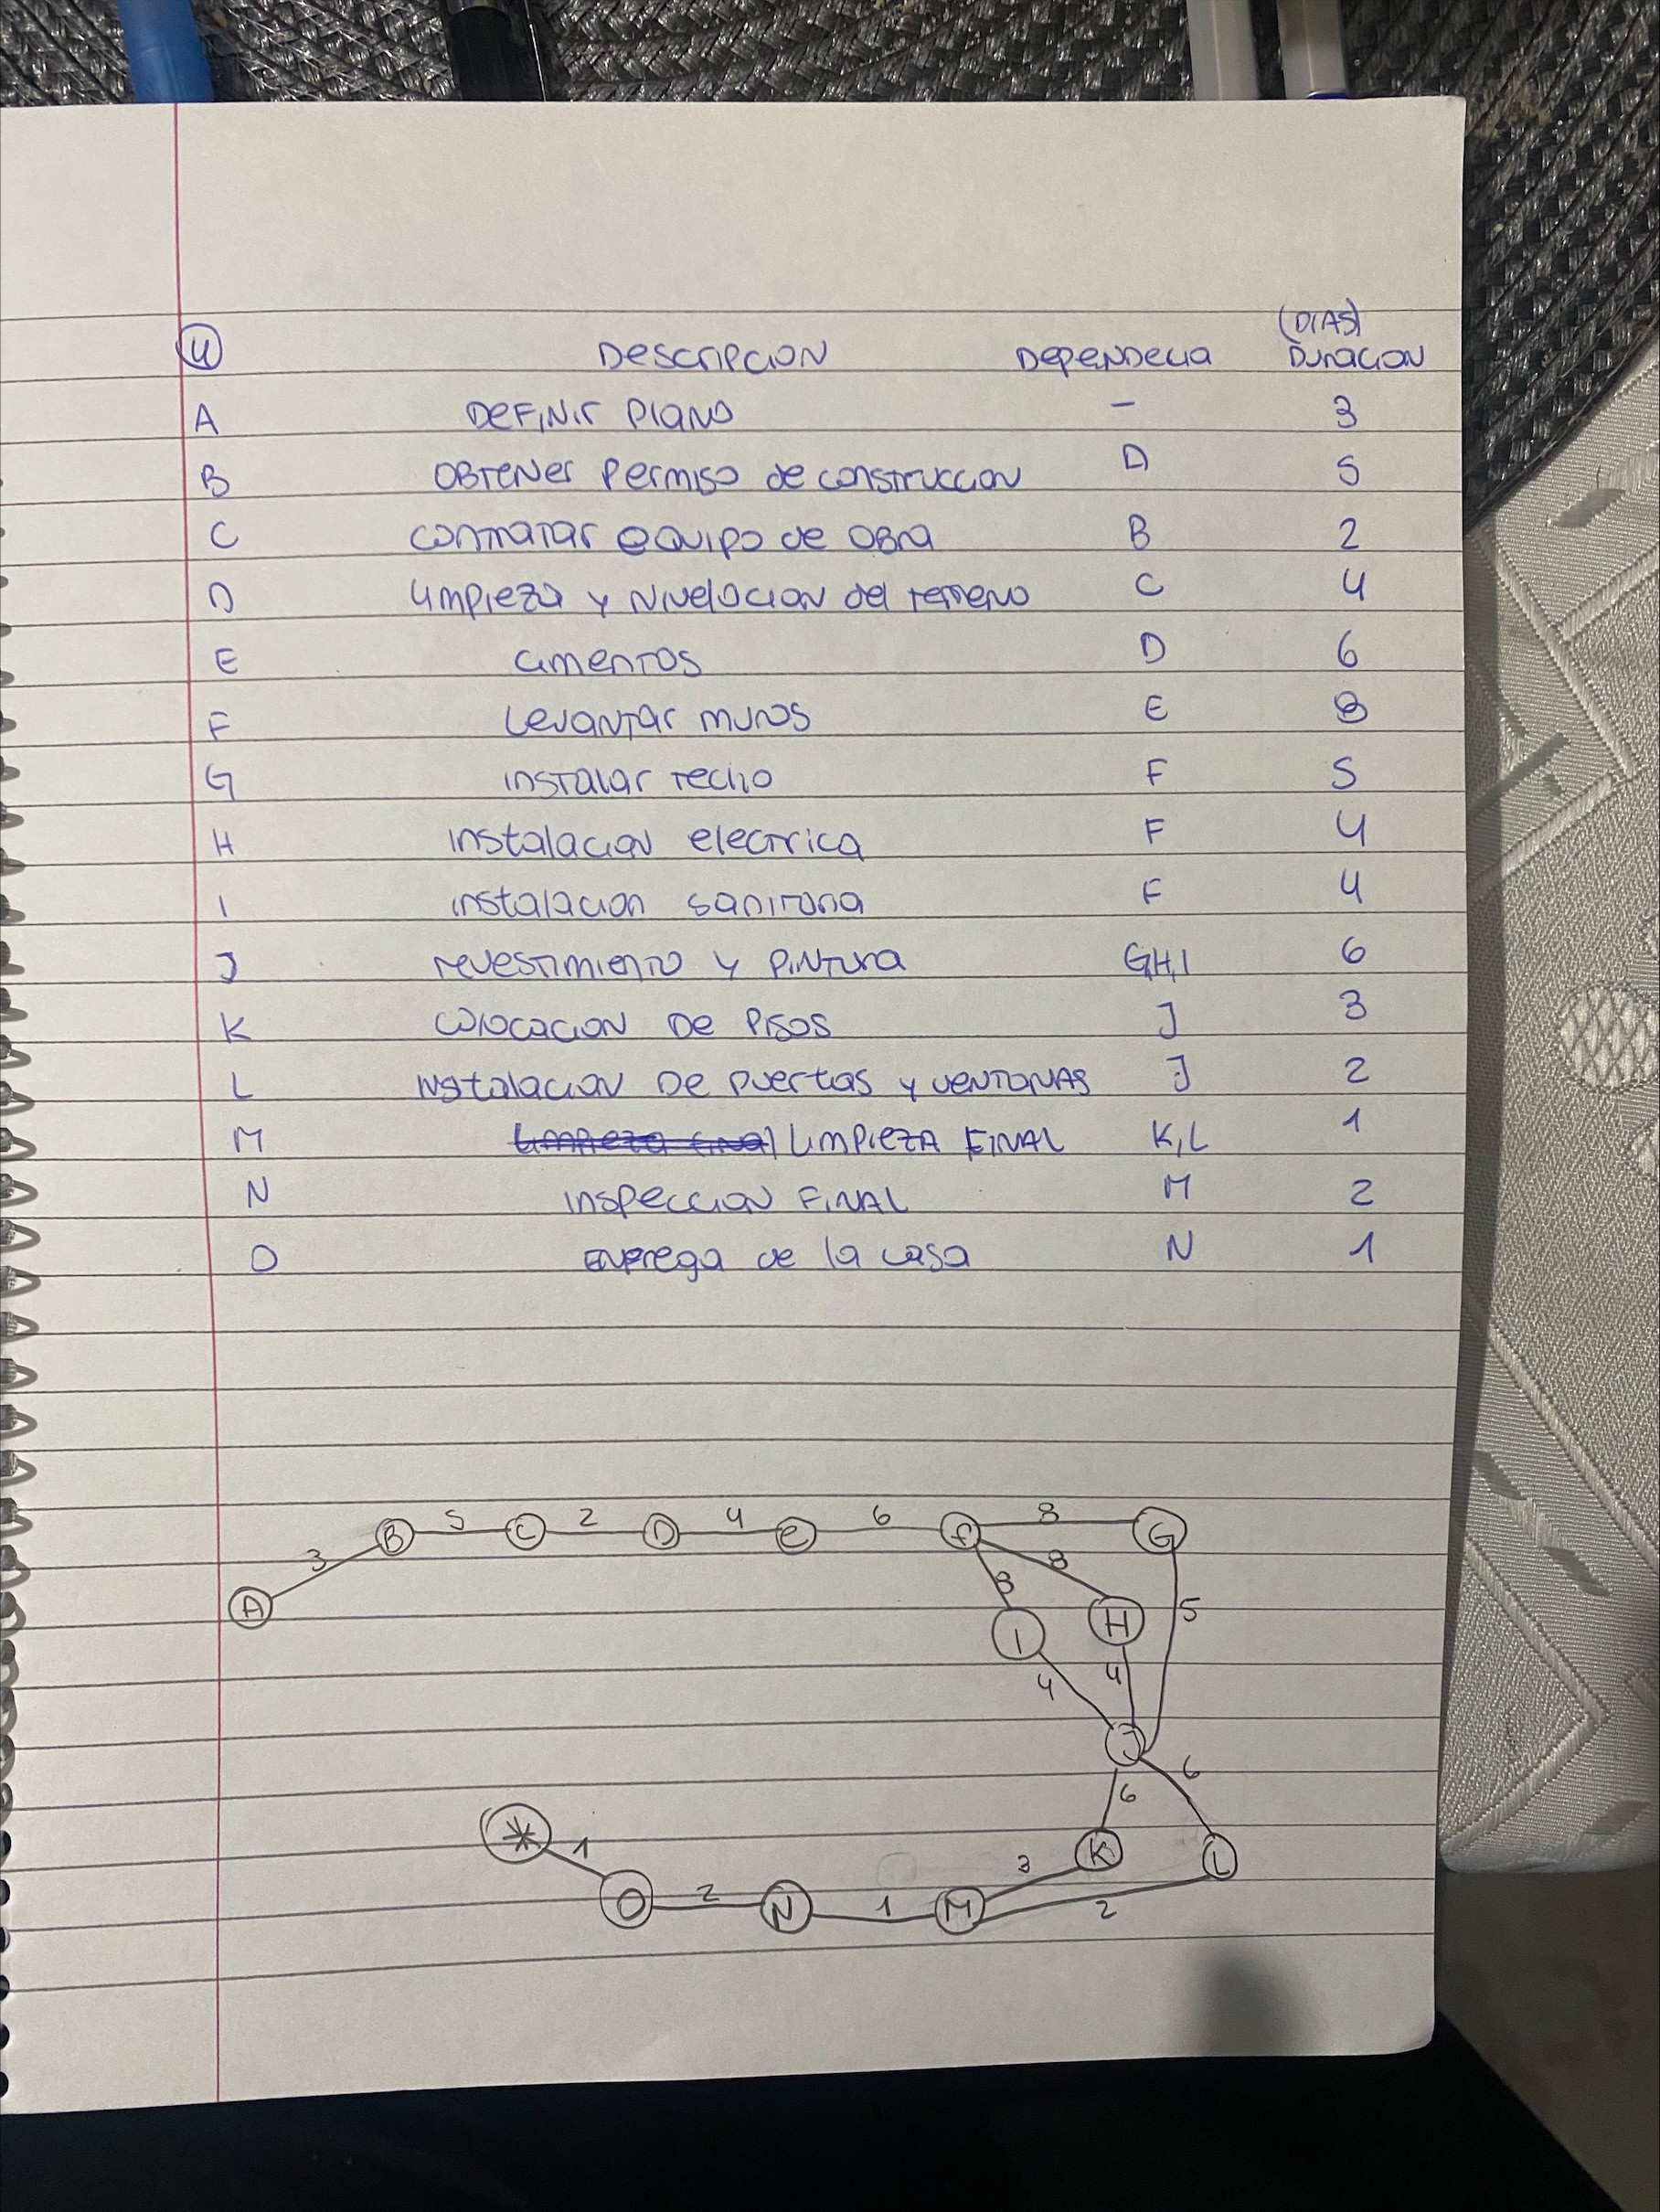 4 Descripcion Dependecia (DIAS) Duracion
A DEFINIR PlANO - 3
B OBTENER Permiso de construccion D 5
C contratar equipo de obra B 2
D Limpieza y Nivelacion del terreno C 4
E cimentos D 6
F Levantar muros E 8
G instalar techo F 5
H instalacion electrica F 4
I instalacion sanitaria F 4
J revestimiento y Pintura G,H,I 6
K colocacion De Pisos J 3
L instalacion De puertas y ventanas J 2
M Limpieza final LIMPIEZA FINAL K,L 1
N inspeccion FINAL M 2
O entrega de la casa N 1
B 5 C 2 D 4 e 6 f 8 G
3 8 8
A I H 5
4 4
J
6 6
* 1 3 K L
O 2 N 1 M 2